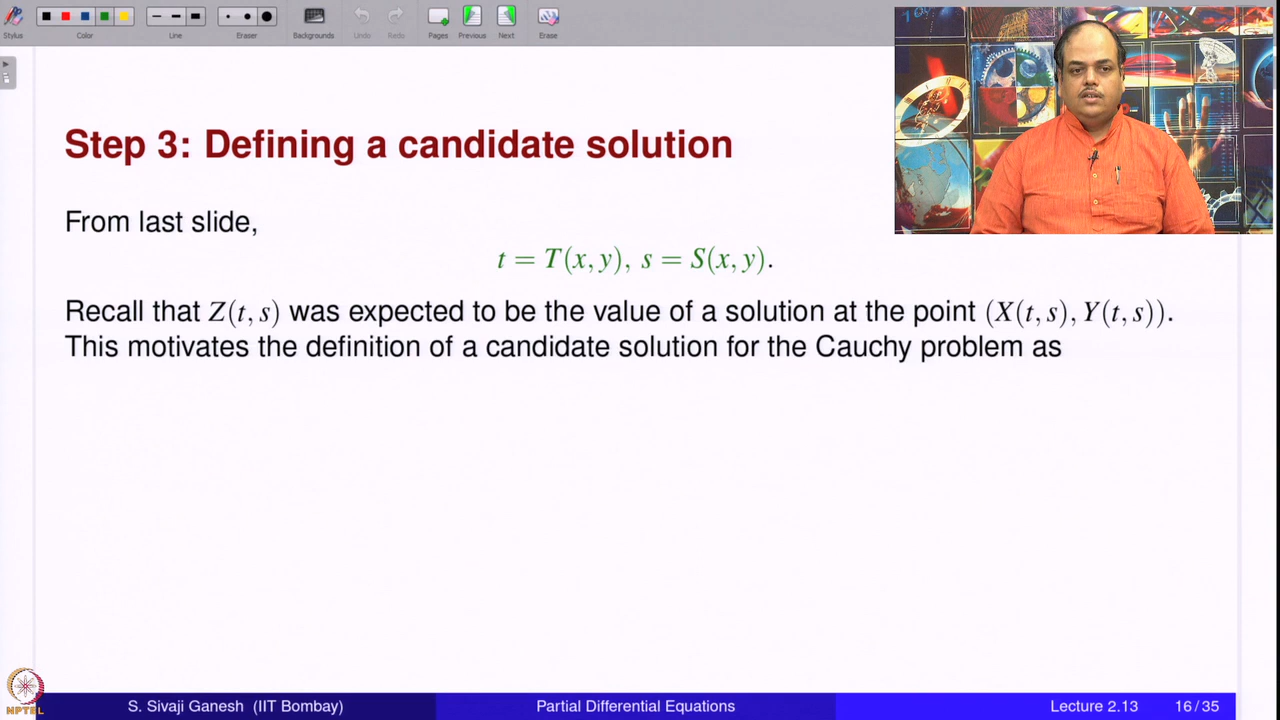 Stylus
Color
Line
Eraser
Backgrounds
Undo
Redo
Pages
Previous
Next
Erase
Step 3: Defining a candidate solution
From last slide,
t = T(x, y), s = S(x, y).
Recall that Z(t, s) was expected to be the value of a solution at the point (X(t, s), Y(t, s)).
This motivates the definition of a candidate solution for the Cauchy problem as
NPTEL
S. Sivaji Ganesh (IIT Bombay)
Partial Differential Equations
Lecture 2.13
16/35